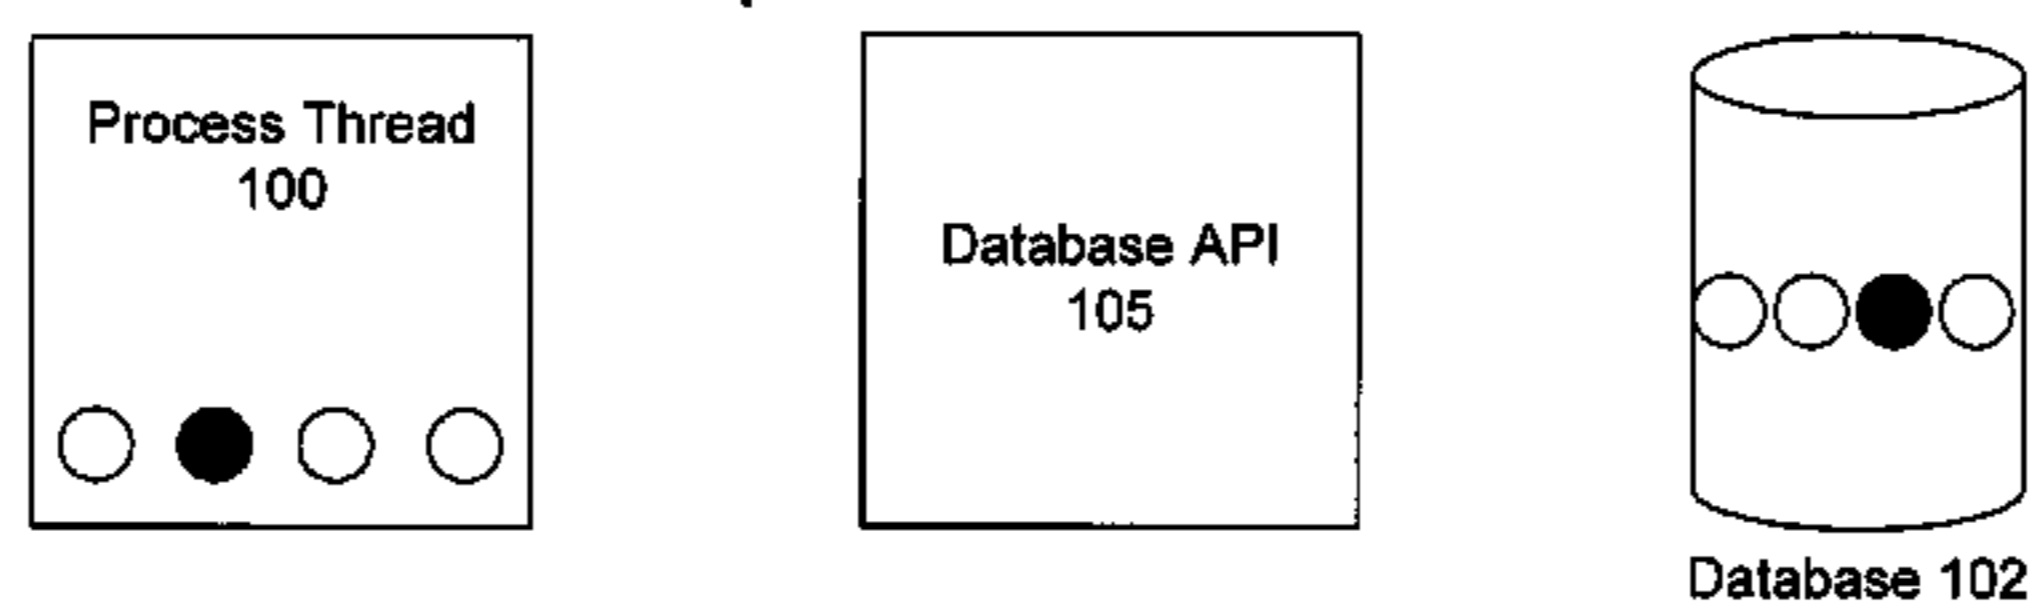 Process Thread
100
Database API
105
Database 102